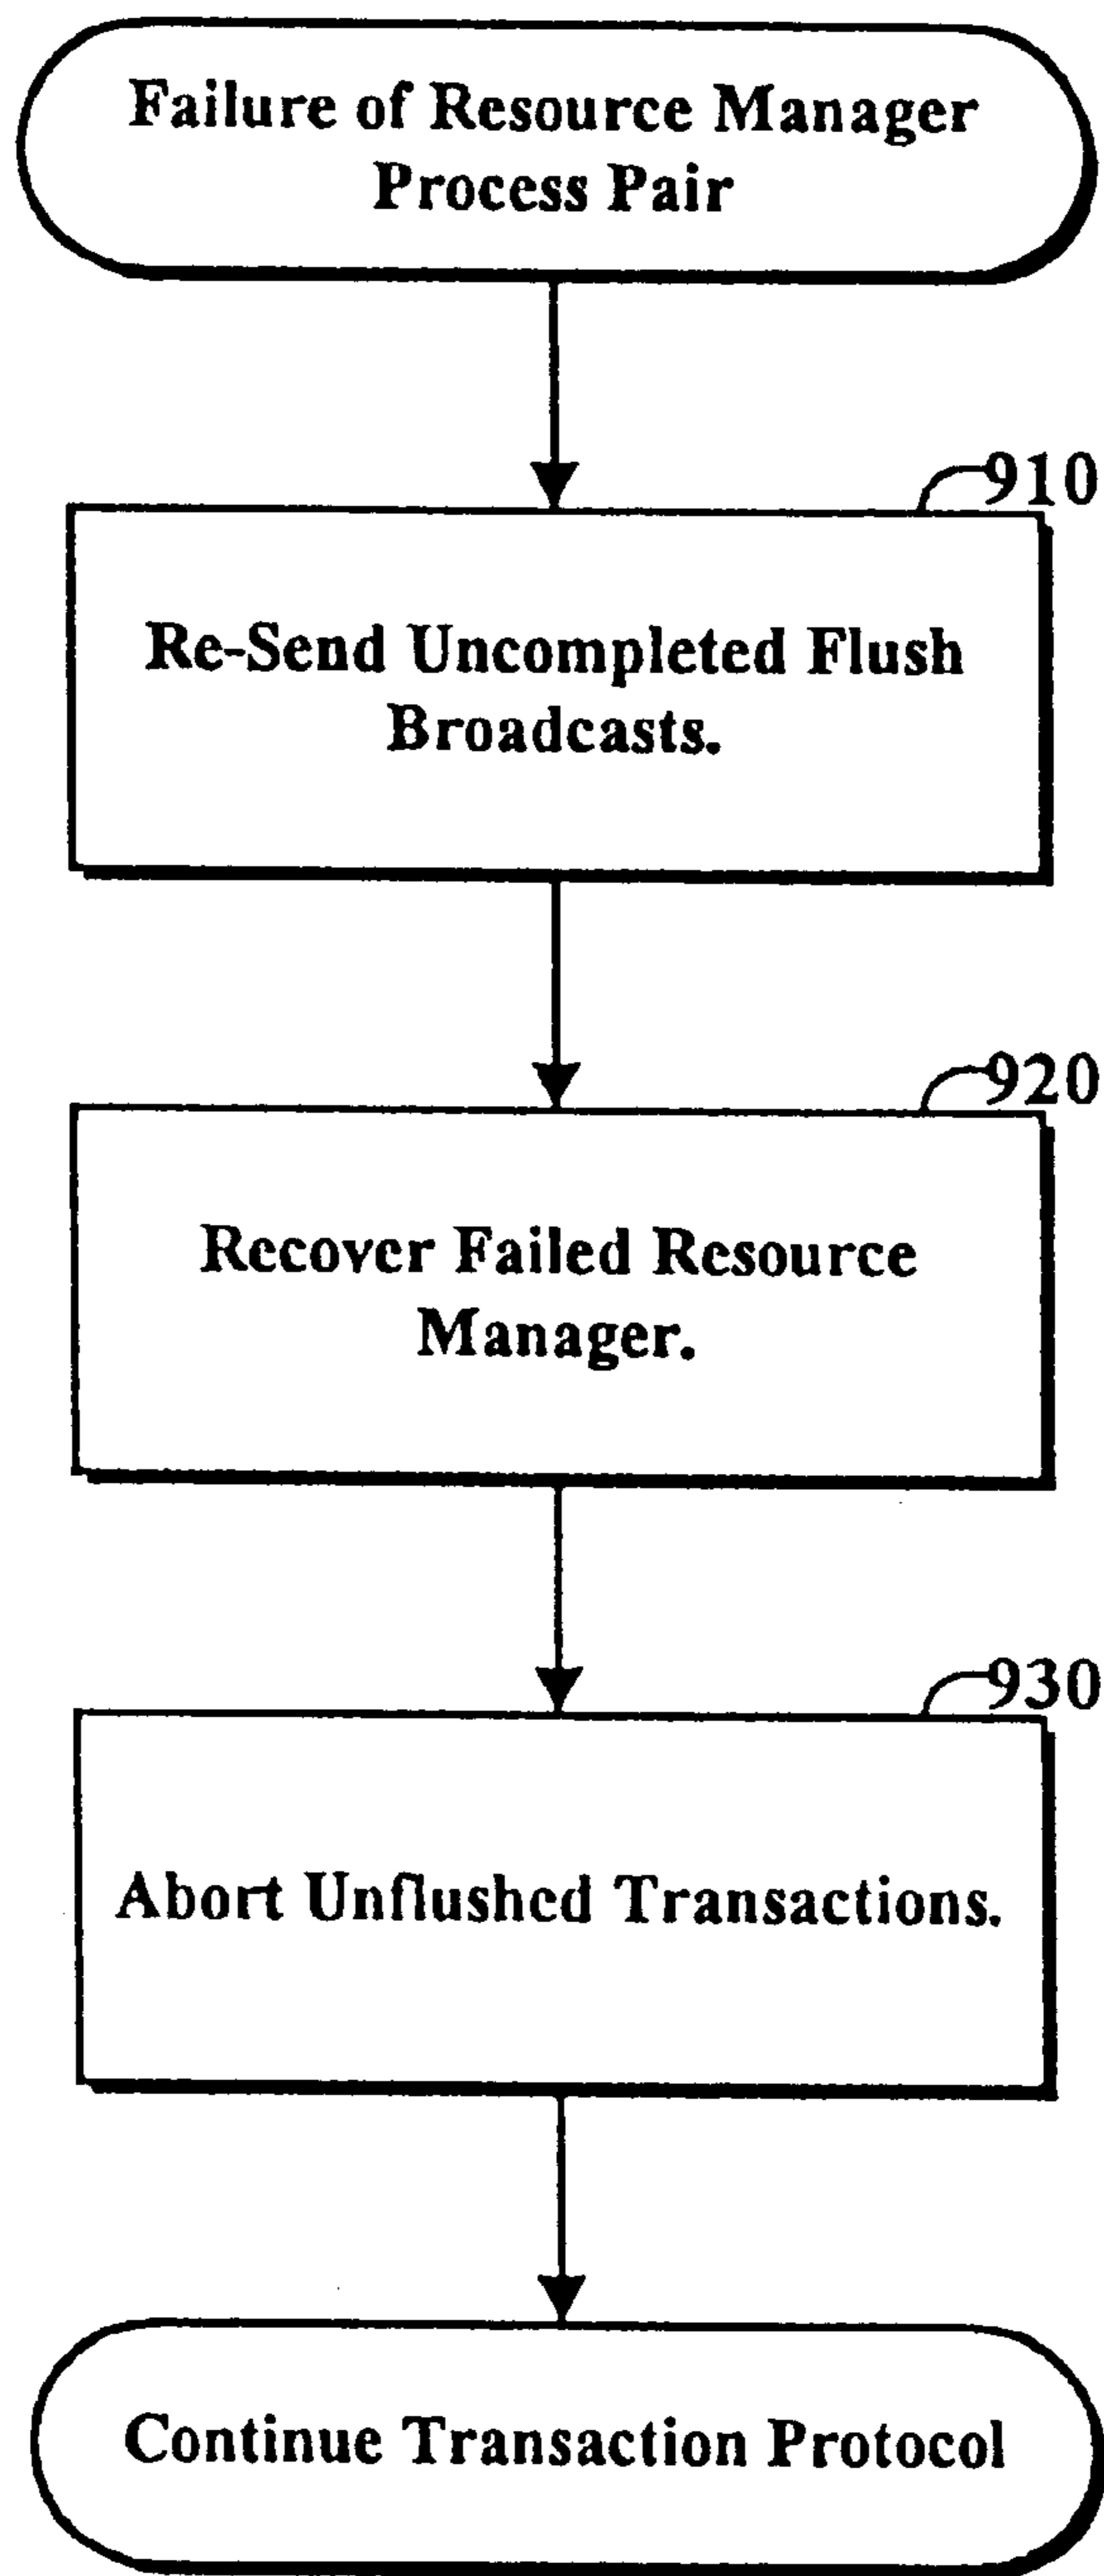 Failure of Resource Manager
Process Pair
910
Re-Send Uncompleted Flush
Broadcasts.
920
Recover Failed Resource
Manager.
930
Abort Unflushed Transactions.
Continue Transaction Protocol